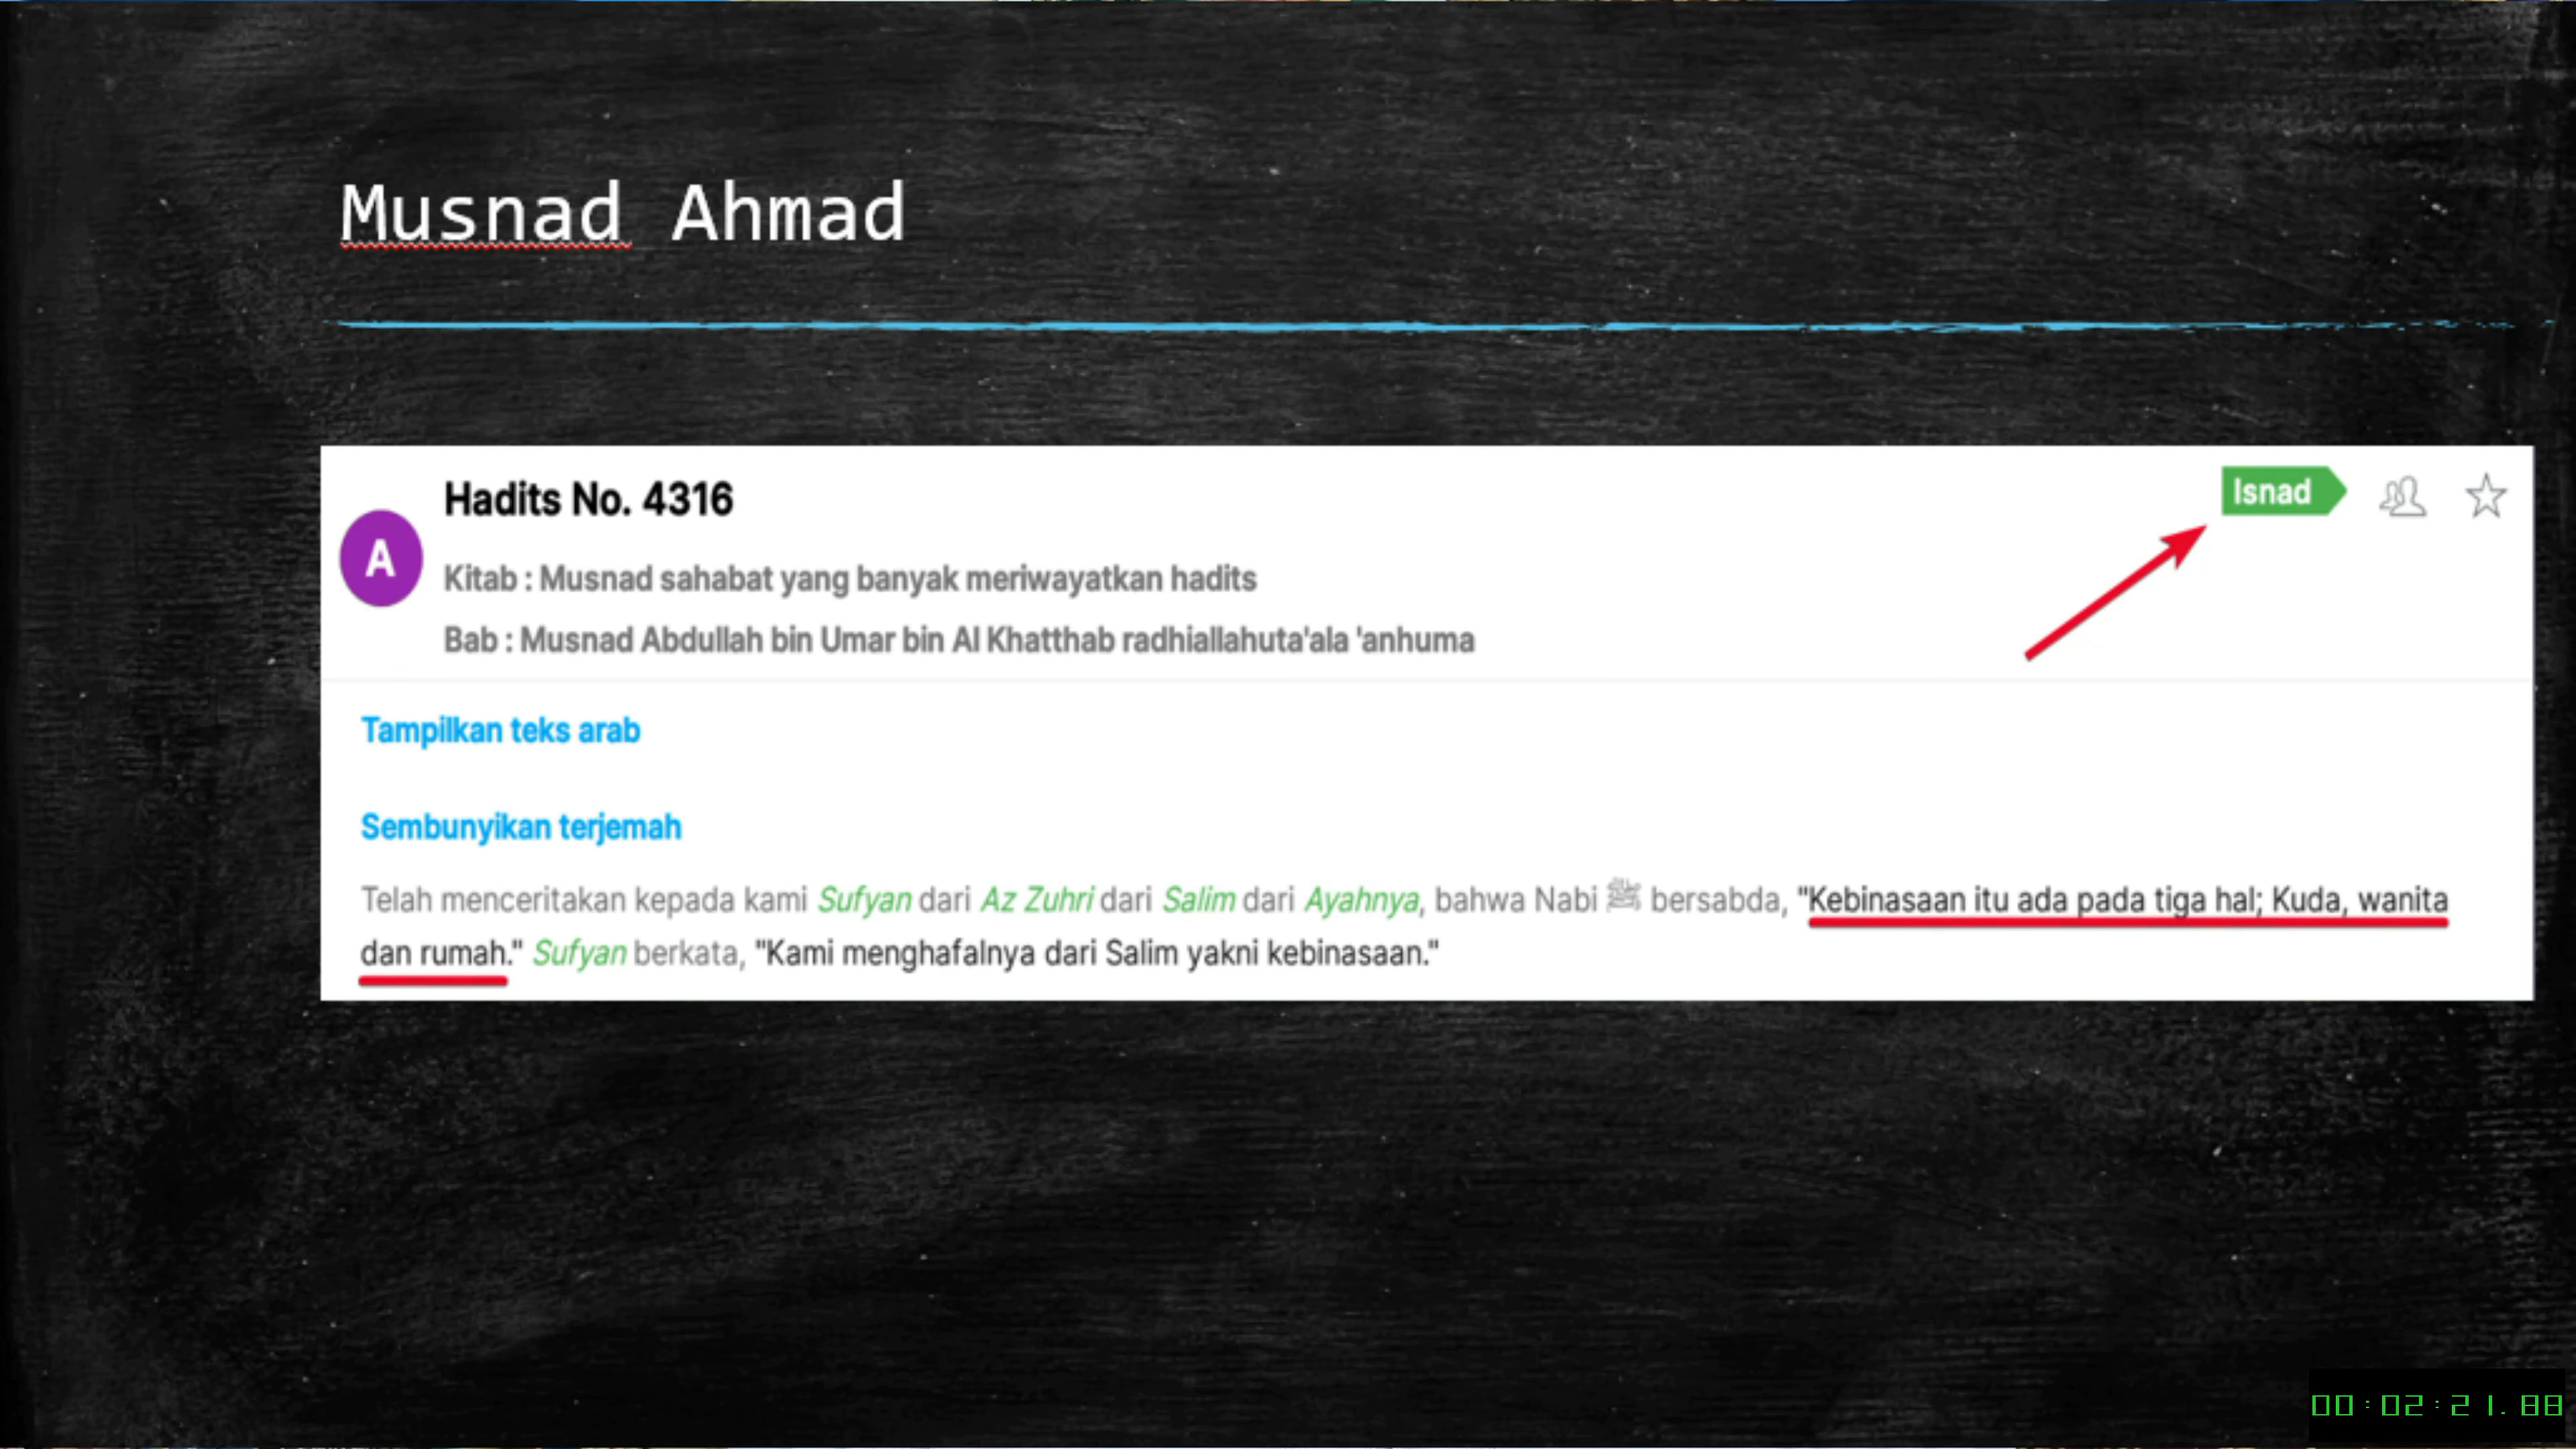 Musnad Ahmad
Hadits No. 4316
Isnad
A
Kitab : Musnad sahabat yang banyak meriwayatkan hadits
Bab : Musnad Abdullah bin Umar bin Al Khatthab radhiallahuta'ala 'anhuma
Tampilkan teks arab
Sembunyikan terjemah
Telah menceritakan kepada kami Sufyan dari Az Zuhri dari Salim dari Ayahnya, bahwa Nabi ﷺ bersabda, "Kebinasaan itu ada pada tiga hal; Kuda, wanita
dan rumah." Sufyan berkata, "Kami menghafalnya dari Salim yakni kebinasaan."
00:02:21.88